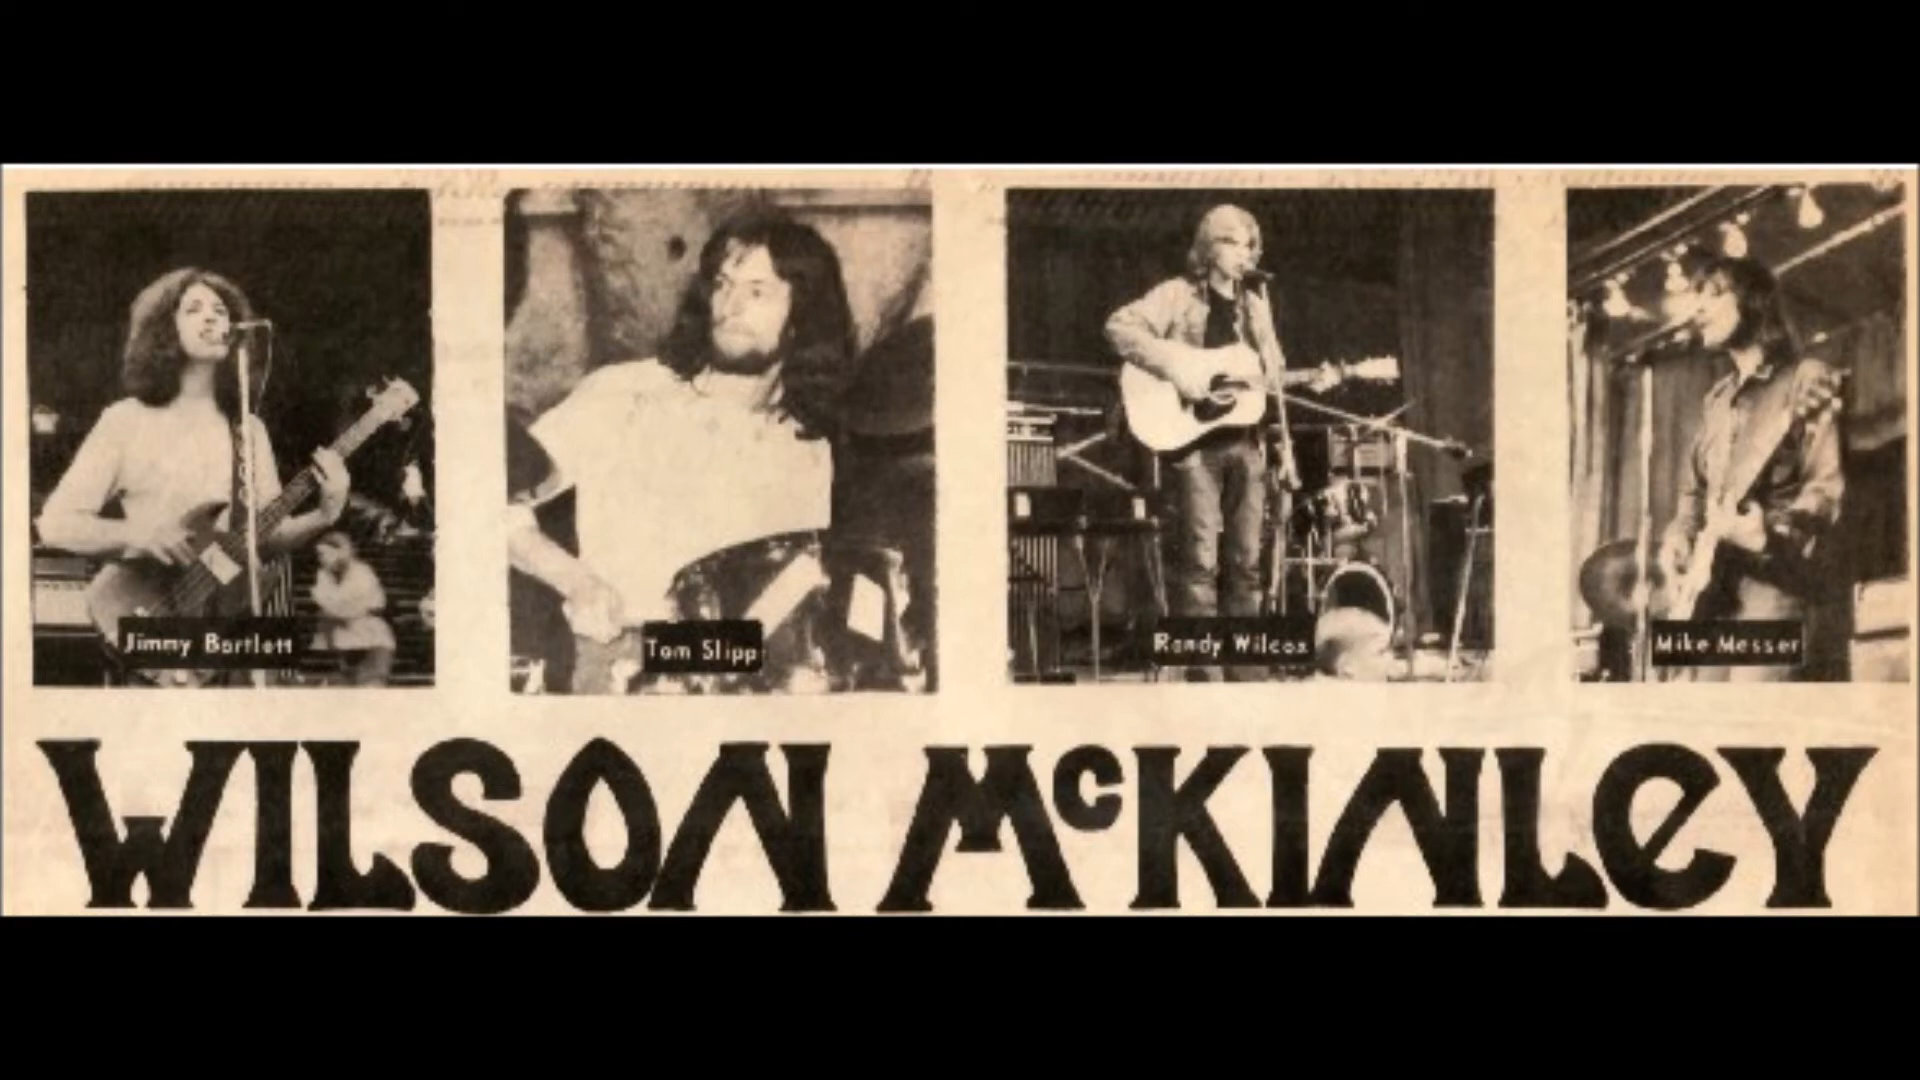 Jimmy Bartlett
Tom Slipp
Randy Wilcox
Mike Messer
WILSON McKINLEY